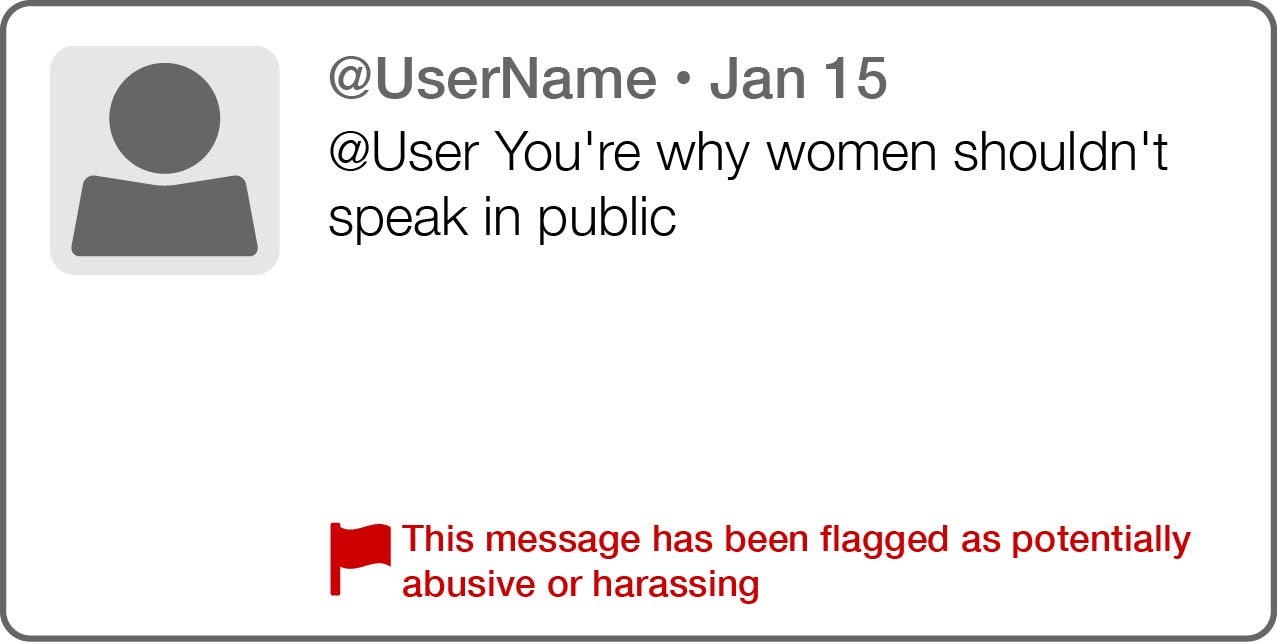 @UserName • Jan 15
@User You're why women shouldn't
speak in public
This message has been flagged as potentially
abusive or harassing